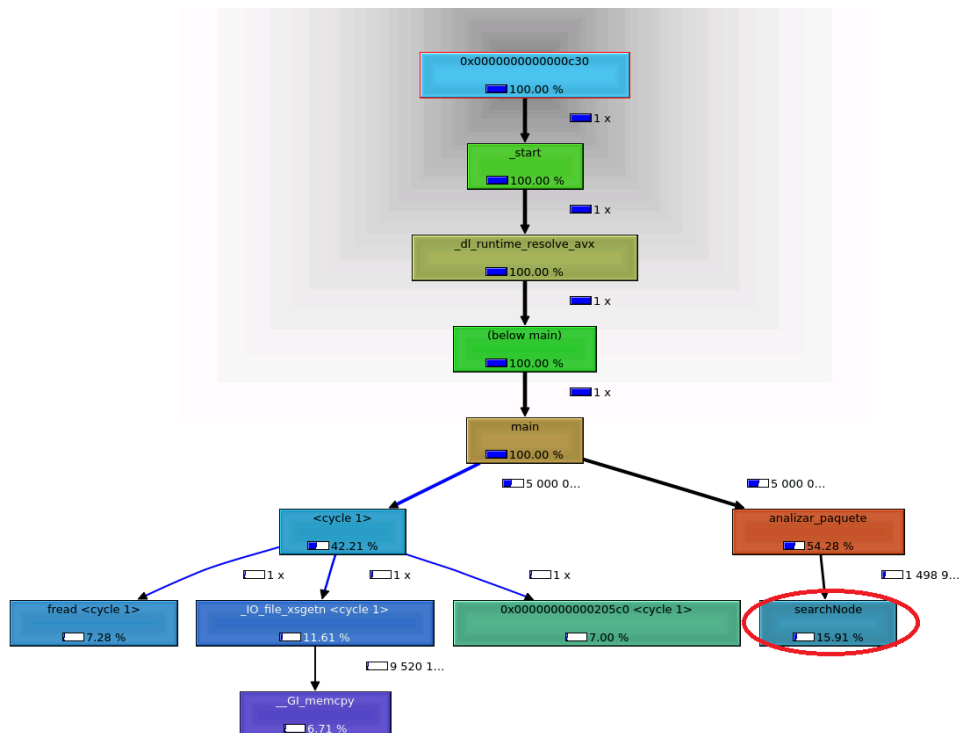 0x0000000000000c30
100.00 %
1 x
_start
100.00 %
1 x
_dl_runtime_resolve_avx
100.00 %
1 x
(below main)
100.00 %
1 x
main
100.00 %
5 000 0...
5 000 0...
<cycle 1>
42.21 %
analizar_paquete
54.28 %
1 x
1 x
1 x
1 498 9...
fread <cycle 1>
7.28 %
_IO_file_xsgetn <cycle 1>
11.61 %
0x00000000000205c0 <cycle 1>
7.00 %
searchNode
15.91 %
9 520 1...
__GI_memcpy
6.71 %